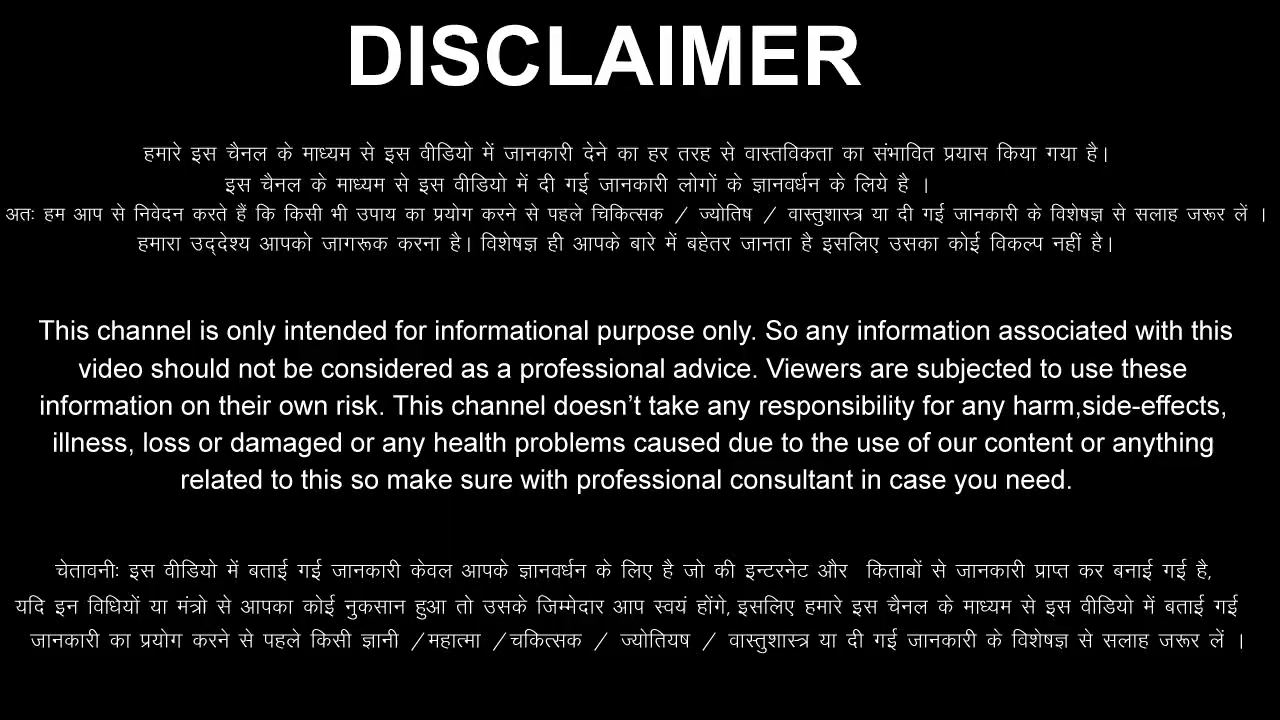 DISCLAIMER
हमारे इस चैनल के माध्यम से इस वीडियो में जानकारी देने का हर तरह से वास्तविकता का संभावित प्रयास किया गया है।
इस चैनल के माध्यम से इस वीडियो में दी गई जानकारी लोगों के ज्ञानवर्धन के लिये है ।
अतः हम आप से निवेदन करते हैं कि किसी भी उपाय का प्रयोग करने से पहले चिकित्सक / ज्योतिष / वास्तुशास्त्र या दी गई जानकारी के विशेषज्ञ से सलाह जरूर लें ।
हमारा उद्देश्य आपको जागरूक करना है। विशेषज्ञ ही आपके बारे में बहेतर जानता है इसलिए उसका कोई विकल्प नहीं है।
This channel is only intended for informational purpose only. So any information associated with this
video should not be considered as a professional advice. Viewers are subjected to use these
information on their own risk. This channel doesn’t take any responsibility for any harm,side-effects,
illness, loss or damaged or any health problems caused due to the use of our content or anything
related to this so make sure with professional consultant in case you need.
चेतावनीः इस वीडियो में बताई गई जानकारी केवल आपके ज्ञानवर्धन के लिए है जो की इन्टरनेट और किताबों से जानकारी प्राप्त कर बनाई गई है,
यदि इन विधियों या मंत्रो से आपका कोई नुकसान हुआ तो उसके जिम्मेदार आप स्वयं होंगे, इसलिए हमारे इस चैनल के माध्यम से इस वीडियो में बताई गई
जानकारी का प्रयोग करने से पहले किसी ज्ञानी /महात्मा /चकित्सक / ज्योतियष / वास्तुशास्त्र या दी गई जानकारी के विशेषज्ञ से सलाह जरूर लें ।